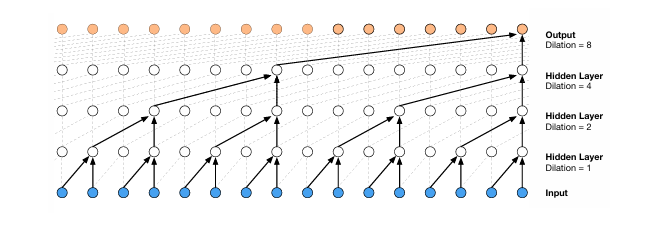 Output
Dilation = 8
Hidden Layer
Dilation = 4
Hidden Layer
Dilation = 2
Hidden Layer
Dilation = 1
Input